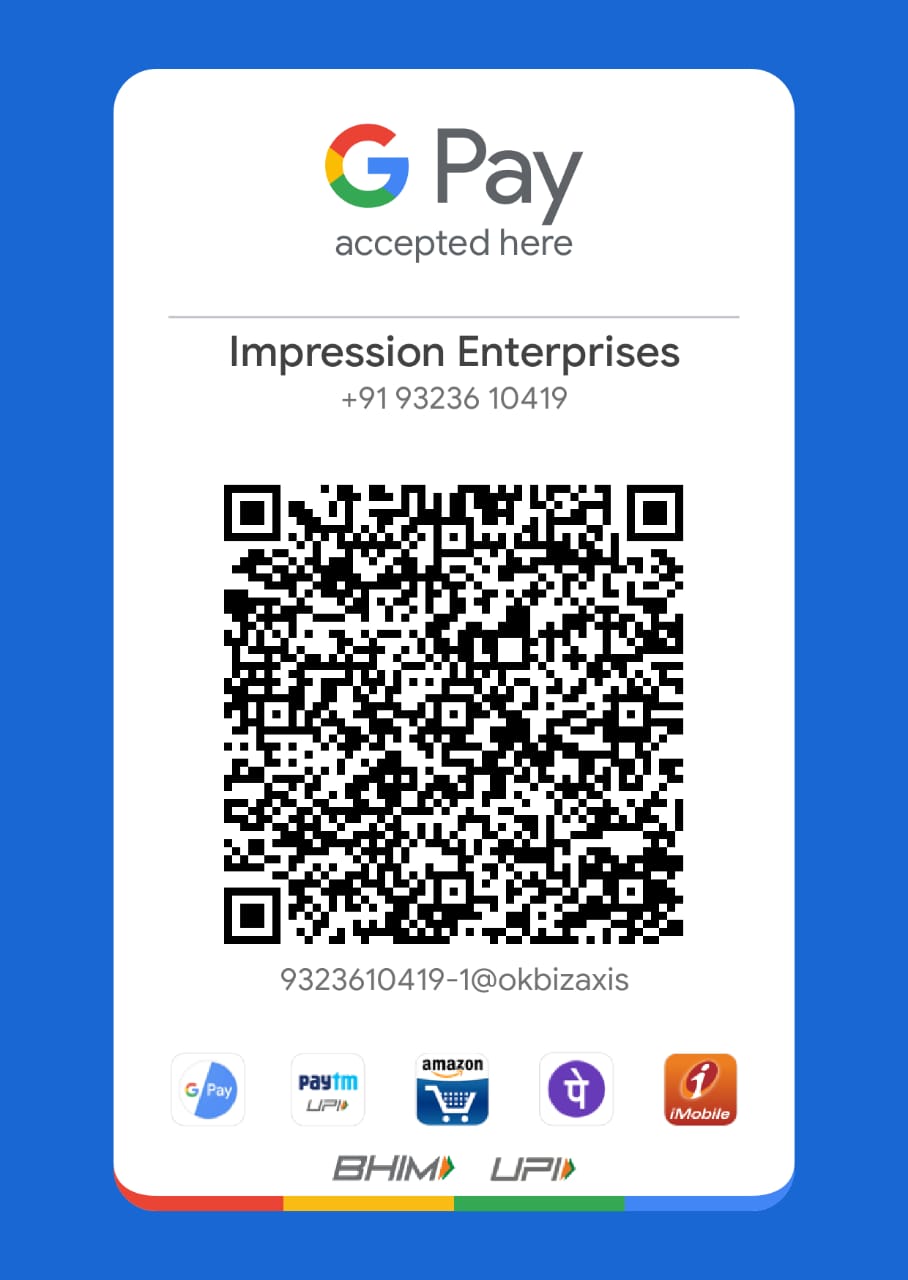 G Pay
accepted here
Impression Enterprises
+91 93236 10419
9323610419-1@okbizaxis
G Pay
paytm
UPI
amazon
पे
i
iMobile
BHIM UPI